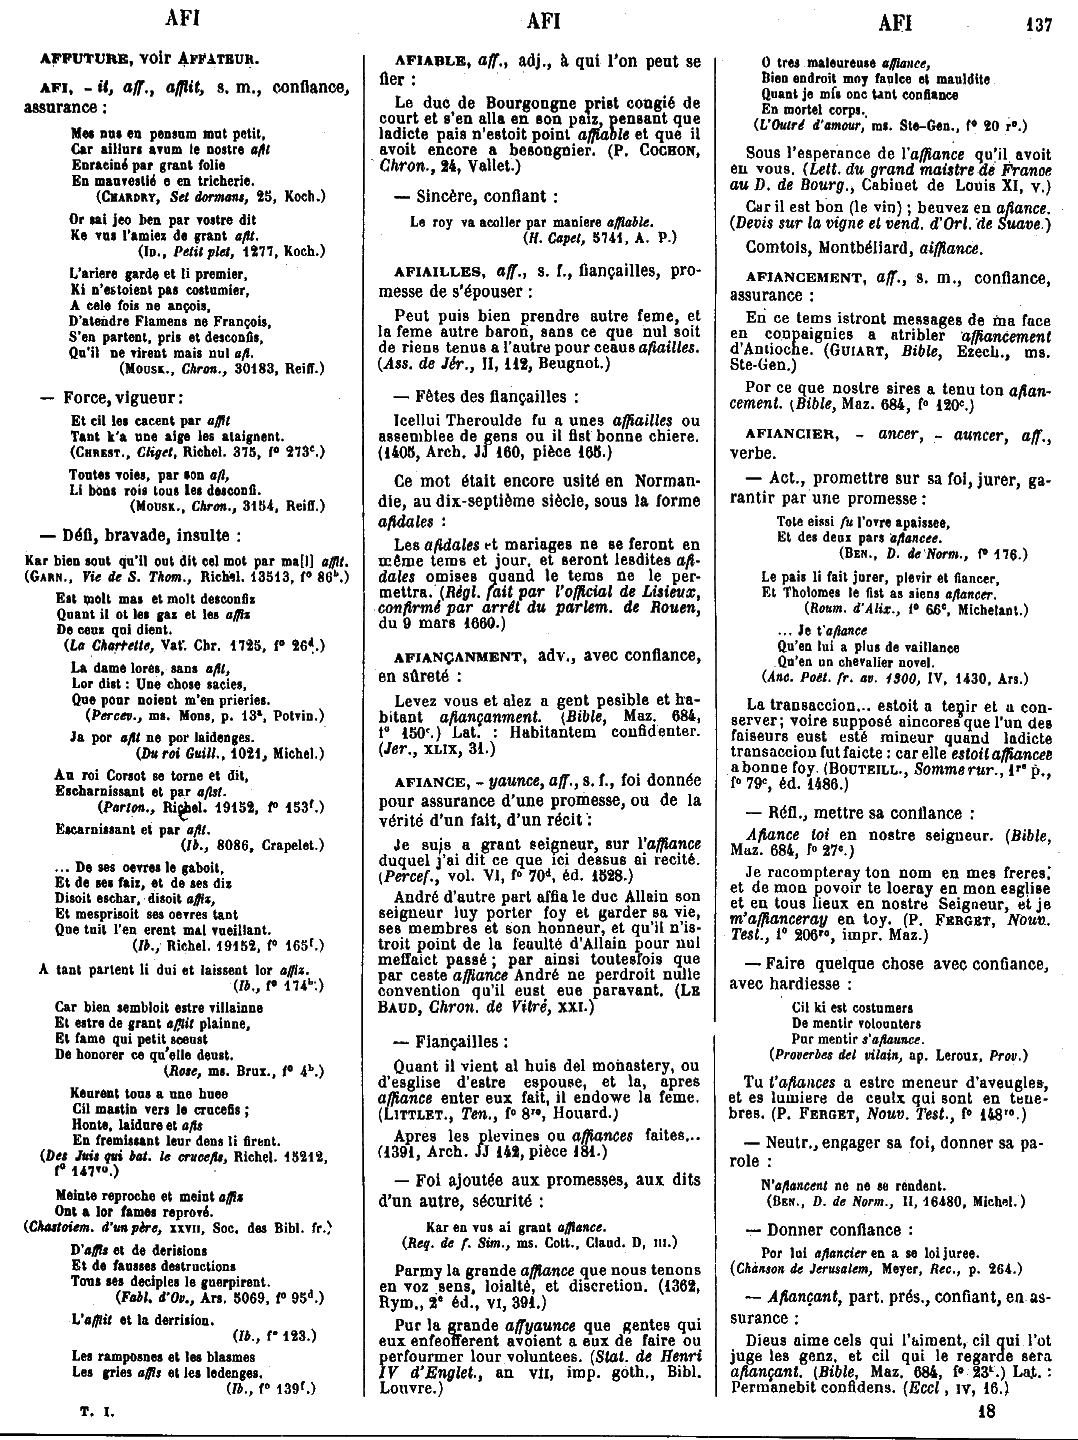 AFI
AFFUTURE, voir AFFATEUR.
AFI, - it, aff., afflit, s. m., confiance,
assurance :
Mes nus en pensum mut petit,
Car aillurs avum le nostre afit
Enraciné par grant folie
En mauvestié e en tricherie.
(CHARDRY, Set dormans, 25, Koch.)
Or sai jeo ben par vostre dit
Ke vus l'amiez de grant afit.
(ID., Petit plet, 1277, Koch.)
L'ariere garde et li premier,
Ki n'estoient pas costumier,
A cele fois ne ançois,
D'atendre Flamens ne François,
S'en partent, pris et desconfis,
Qu'il ne virent mais nul afi.
(MOUSK., Chron., 30183, Reiff.)
— Force, vigueur :
Et cil les cacent par affit
Tant k'a une aige les ataignent.
(CHREST., Cliget, Richel. 375, f° 273c.)
Toutes voies, par son afi,
Li bons rois tous les desconfi.
(MOUSK., Chron., 3154, Reiff.)
— Défi, bravade, insulte :
Kar bien sout qu'il out dit cel mot par ma[l] affit.
(GARN., Vie de S. Thom., Richel. 13513, f° 86b.)
Est molt mas et molt desconfiz
Quant il ot les gaz et les affiz
De ceux qui dient.
(La Charrette, Vat. Chr. 1725, f° 26d.)
La dame lores, sans afit,
Lor dist : Une chose sacies,
Que pour noient m'en prieries.
(Percev., ms. Mons, p. 13a, Potvin.)
Ja por afit ne por laidenges.
(Du roi Guill., 1021, Michel.)
Au roi Corsot se torne et dit,
Escharnissant et par afist.
(Parton., Richel. 19152, f° 153f.)
Escarnissant et par afit.
(Ib., 8086, Crapelet.)
... De ses oevres le gaboit,
Et de ses faiz, et de ses diz
Disoit eschar, disoit affiz,
Et mesprisoit ses oevres tant
Que tuit l'en erent mal vueillant.
(Ib., Richel. 19152, f° 165f.)
A tant partent li dui et laissent lor affiz.
(Ib., f° 174b.)
Car bien sembloit estre villainne
Et estre de grant afflit plainne,
Et fame qui petit sceust
De honorer ce qu'elle deust.
(Rose, ms. Brux., f° 4b.)
Keurent tous a une huee
Cil mastin vers le crucefis ;
Honte, laidure et afis
En fremissant leur dens li firent.
(Des Juis qui bat. le crucefis, Richel. 15212,
f° 147vo.)
Meinte reproche et meint affiz
Ont a lor fames reprové.
(Chastoiem. d'un père, XXVII, Soc. des Bibl. fr.)
D'affis et de derisions
Et de fausses destructions
Tous ses deciples le guerpirent.
(Fabl. d'Ov., Ars. 5069, f° 95d.)
L'afflit et la derrision.
(Ib., f° 123.)
Les ramposnes et les blasmes
Les gries affis et les ledenges.
(Ib., f° 139f.)
T. I.
AFI
AFIABLE, aff., adj., à qui l'on peut se
fier :
Le duc de Bourgongne prist congié de
court et s'en alla en son paiz, pensant que
ladicte pais n'estoit point affiable et que il
avoit encore a besongnier. (P. COCHON,
Chron., 24, Vallet.)
— Sincère, confiant :
Le roy va acoller par maniere affiable.
(H. Capet, 5741, A. P.)
AFIAILLES, aff., s. f., fiançailles, pro-
messe de s'épouser :
Peut puis bien prendre autre feme, et
la feme autre baron, sans ce que nul soit
de riens tenus a l'autre pour ceaus afiailles.
(Ass. de Jér., II, 112, Beugnot.)
— Fêtes des fiançailles :
Icellui Theroulde fu a unes affiailles ou
assemblee de gens ou il fist bonne chiere.
(1405, Arch. JJ 160, pièce 165.)
Ce mot était encore usité en Norman-
die, au dix-septième siècle, sous la forme
afidales :
Les afidales et mariages ne se feront en
même tems et jour, et seront lesdites afi-
dales omises quand le tems ne le per-
mettra. (Régl. fait par l'official de Lisieux,
confirmé par arrêt du parlem. de Rouen,
du 9 mars 1660.)
AFIANÇANMENT, adv., avec confiance,
en sûreté :
Levez vous et alez a gent pesible et ha-
bitant afiançanment. (Bible, Maz. 684,
f° 150c.) Lat. : Habitantem confidenter.
(Jer., XLIX, 31.)
AFIANCE, - yaunce, aff., s. f., foi donnée
pour assurance d'une promesse, ou de la
vérité d'un fait, d'un récit :
Je suis a grant seigneur, sur l'affiance
duquel j'ai dit ce que ici dessus ai recité.
(Percef., vol. VI, f° 70d, éd. 1528.)
André d'autre part affia le duc Allain son
seigneur luy porter foy et garder sa vie,
ses membres et son honneur, et qu'il n'is-
troit point de la feaulté d'Allain pour nul
meffaict passé ; par ainsi toutesfois que
par ceste affiance André ne perdroit nulle
convention qu'il eust eue paravant. (LE
BAUD, Chron. de Vitré, XXI.)
— Fiançailles :
Quant il vient al huis del monastery, ou
d'esglise d'estre espouse, et la, apres
affiance enter eux fait, il endowe la feme.
(LITTLET., Ten., f° 8ro, Houard.)
Apres les plevines ou affiances faites...
(1391, Arch. JJ 142, pièce 181.)
— Foi ajoutée aux promesses, aux dits
d'un autre, sécurité :
Kar en vus ai grant affiance.
(Req. de f. Sim., ms. Cott., Claud. D, III.)
Parmy la grande affiance que nous tenons
en voz sens, loialté, et discretion. (1362,
Rym., 2e éd., VI, 391.)
Pur la grande affyaunce que gentes qui
eux enfeofferent avoient a eux de faire ou
perfourmer lour voluntees. (Stat. de Henri
IV d'Englet., an VII, imp. goth., Bibl.
Louvre.)
AFI 137
O tres maleureuse affiance,
Bien endroit moy faulce et mauldite
Quant je mis onc tant confiance
En mortel corps.
(L'Outré d'amour, ms. Ste-Gen., f° 20 ro.)
Sous l'esperance de l'affiance qu'il avoit
en vous. (Lett. du grand maistre de France
au D. de Bourg., Cabinet de Louis XI, V.)
Car il est bon (le vin) ; beuvez en afiance.
(Devis sur la vigne et vend. d'Orl. de Suave.)
Comtois, Montbéliard, aiffiance.
AFIANCEMENT, aff., s. m., confiance,
assurance :
En ce tems istront messages de ma face
en conpaignies a atribler affiancement
d'Antioche. (GUIART, Bible, Ezech., ms.
Ste-Gen.)
Por ce que nostre sires a tenu ton afian-
cement. (Bible, Maz. 684, f° 120c.)
AFIANCIER, - ancer, - auncer, aff.,
verbe.
— Act., promettre sur sa foi, jurer, ga-
rantir par une promesse :
Tote eissi fu l'ovre apaissee,
Et des deux pars afiancee.
(BEN., D. de Norm., f° 176.)
Le pais li fait jurer, plevir et fiancer,
Et Tholomes le fist as siens afiancer.
(Roum. d'Alix., f° 66c, Michelant.)
... Je t'afiance
Qu'en lui a plus de vaillance
Qu'en un chevalier novel.
(Anc. Poët. fr. av. 1300, IV, 1430, Ars.)
La transaccion... estoit a tenir et a con-
server ; voire supposé aincores que l'un des
faiseurs eust esté mineur quand ladicte
transaccion fut faicte : car elle estoit affiancee
a bonne foy. (BOUTEILL., Somme rur., 1re p.,
f° 79c, éd. 1486.)
— Réfl., mettre sa confiance :
Afiance toi en nostre seigneur. (Bible,
Maz. 684, f° 27c.)
Je racompteray ton nom en mes freres,
et de mon povoir te loeray en mon esglise
et en tous lieux en nostre Seigneur, et je
m'affianceray en toy. (P. FERGET, Nouv.
Test., f° 206ro, impr. Maz.)
— Faire quelque chose avec confiance,
avec hardiesse :
Cil ki est costumers
De mentir volounters
Pur mentir s'afiaunce.
(Proverbes del vilain, ap. Leroux, Prov.)
Tu t'afiances a estre meneur d'aveugles,
et es lumiere de ceulx qui sont en tene-
bres. (P. FERGET, Nouv. Test., f° 148ro.)
— Neutr., engager sa foi, donner sa pa-
role :
N'afiancent ne ne se rendent.
(BEN., D. de Norm., II, 16480, Michel.)
— Donner confiance :
Por lui afiancier en a se loi juree.
(Chanson de Jerusalem, Meyer, Rec., p. 264.)
— Afiançant, part. prés., confiant, en as-
surance :
Dieus aime cels qui l'aiment, cil qui l'ot
juge les genz, et cil qui le regarde sera
afiançant. (Bible, Maz. 684, f° 23c.) Lat. :
Permanebit confidens. (Eccl, IV, 16.)
18